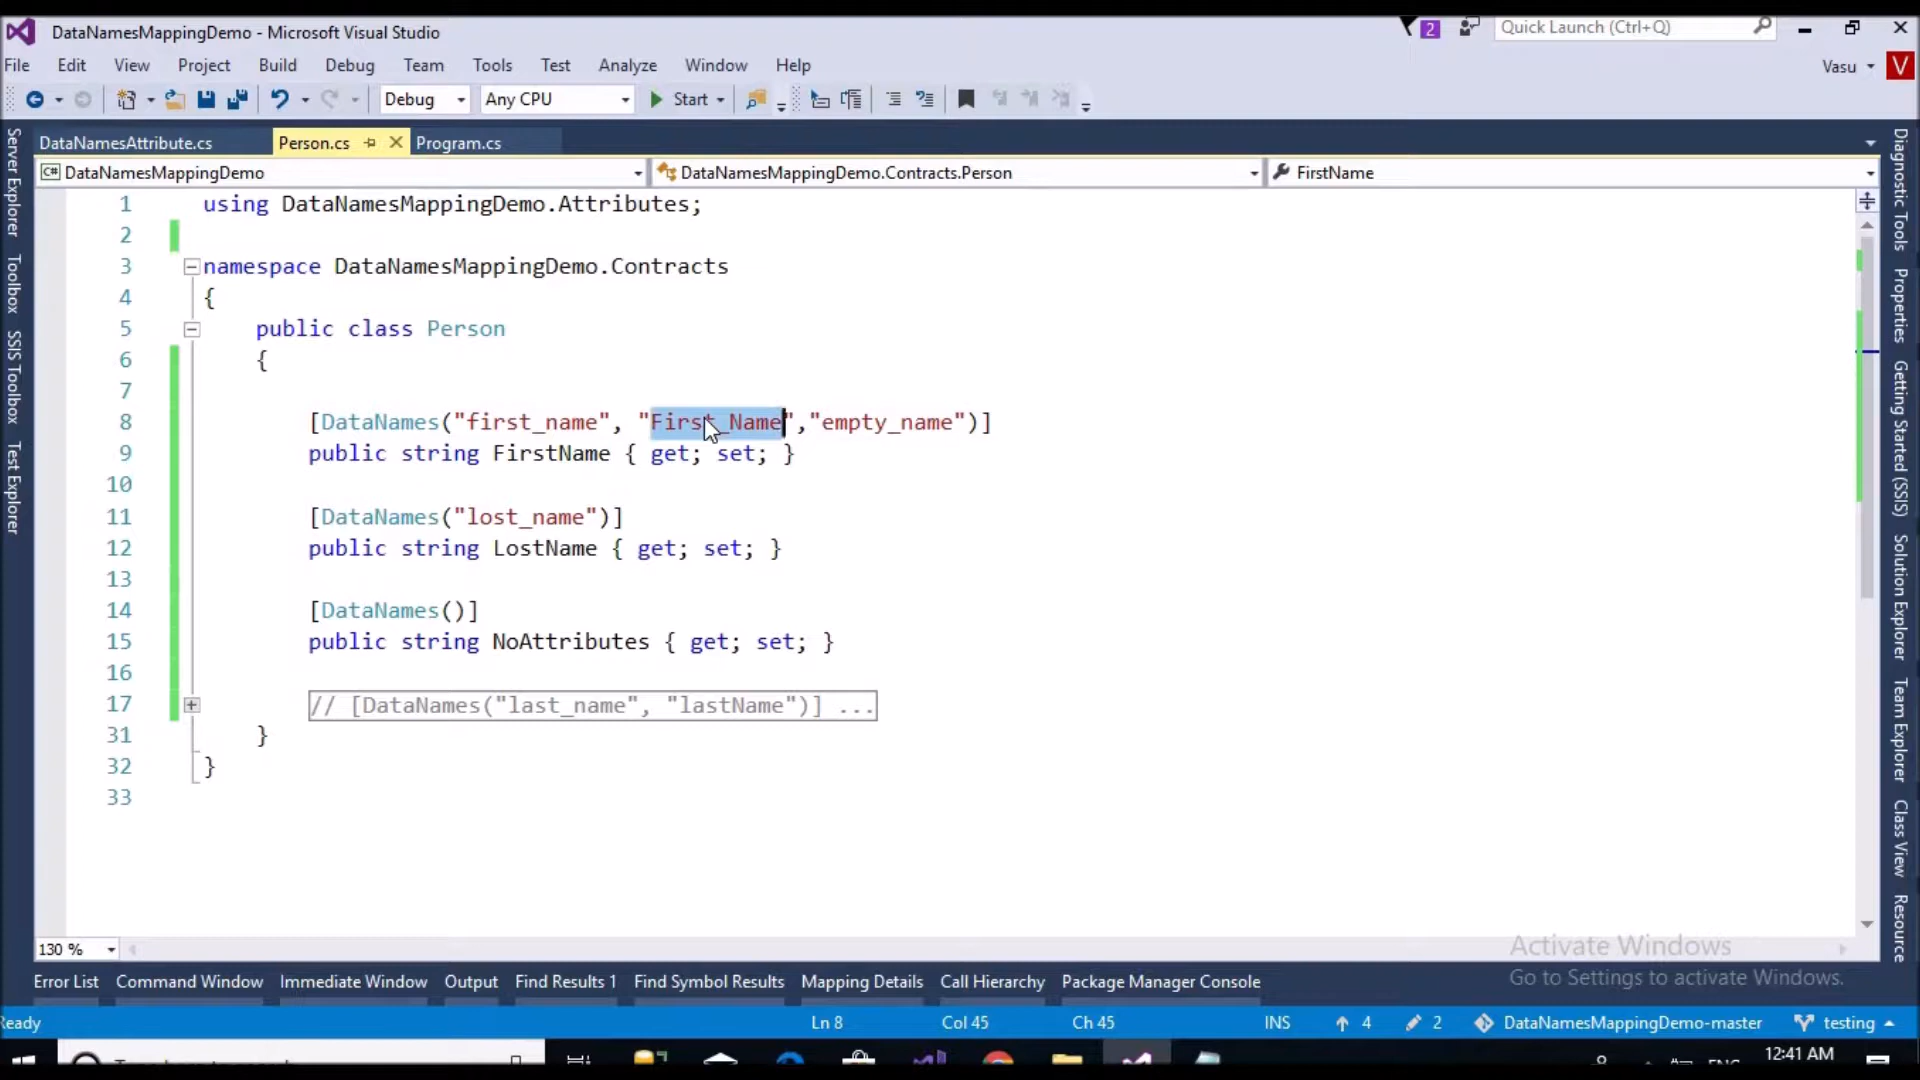 DataNamesMappingDemo - Microsoft Visual Studio
2
Quick Launch (Ctrl+Q)
File Edit View Project Build Debug Team Tools Test Analyze Window Help
Vasu V
Debug Any CPU Start
DataNamesAttribute.cs Person.cs Program.cs
C# DataNamesMappingDemo DataNamesMappingDemo.Contracts.Person FirstName
1 using DataNamesMappingDemo.Attributes;
2
3 namespace DataNamesMappingDemo.Contracts
4 {
5 public class Person
6 {
7
8 [DataNames("first_name", "First_Name","empty_name")]
9 public string FirstName { get; set; }
10
11 [DataNames("lost_name")]
12 public string LostName { get; set; }
13
14 [DataNames()]
15 public string NoAttributes { get; set; }
16
17 // [DataNames("last_name", "lastName")] ...
31 }
32 }
33
Server Explorer
Toolbox
SSIS Toolbox
Test Explorer
Diagnostic Tools
Properties
Getting Started (SSIS)
Solution Explorer
Team Explorer
Class View
Resource
130 %
Activate Windows
Go to Settings to activate Windows.
Error List Command Window Immediate Window Output Find Results 1 Find Symbol Results Mapping Details Call Hierarchy Package Manager Console
Ready Ln 8 Col 45 Ch 45 INS 4 2 DataNamesMappingDemo-master testing
12:41 AM